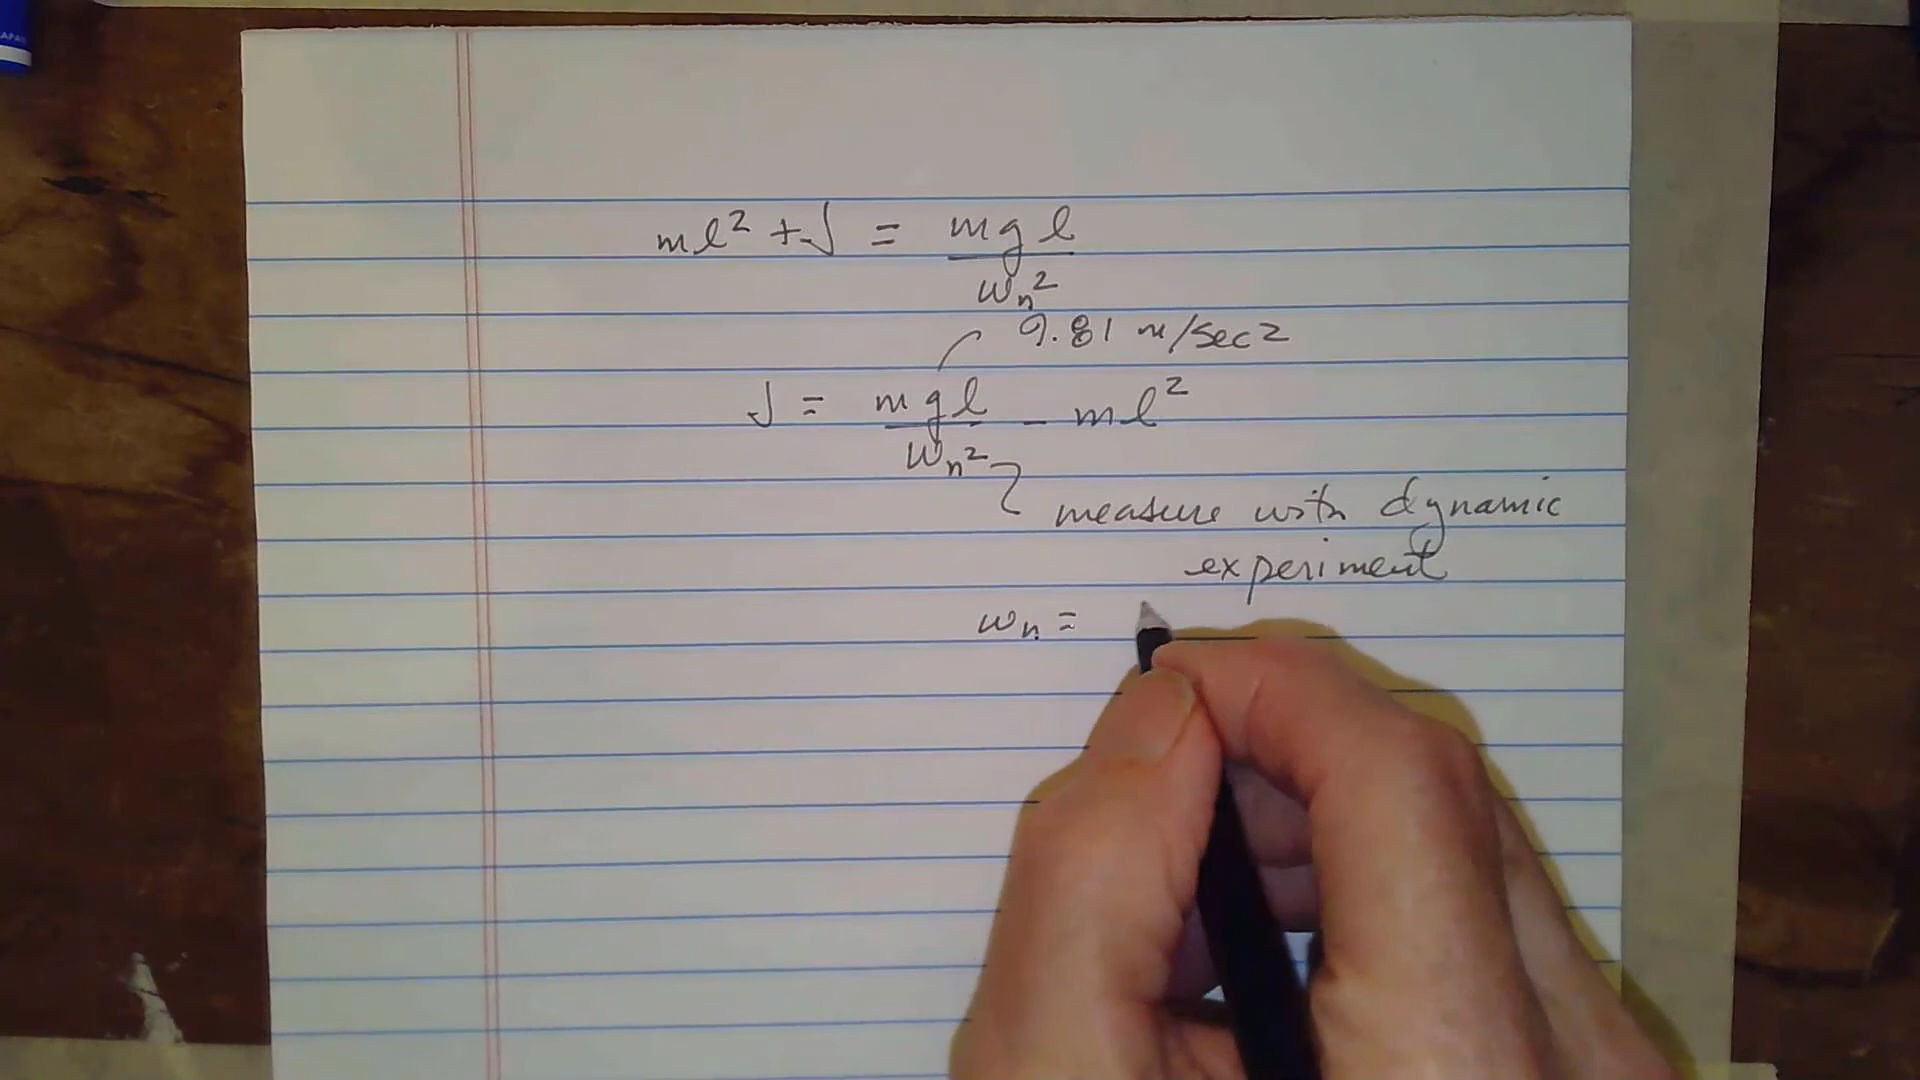 ml² + J = mgl / ωn²
9.81 m/sec2
J = mgl / ωn² - ml²
measure with dynamic
experiment
ωn =